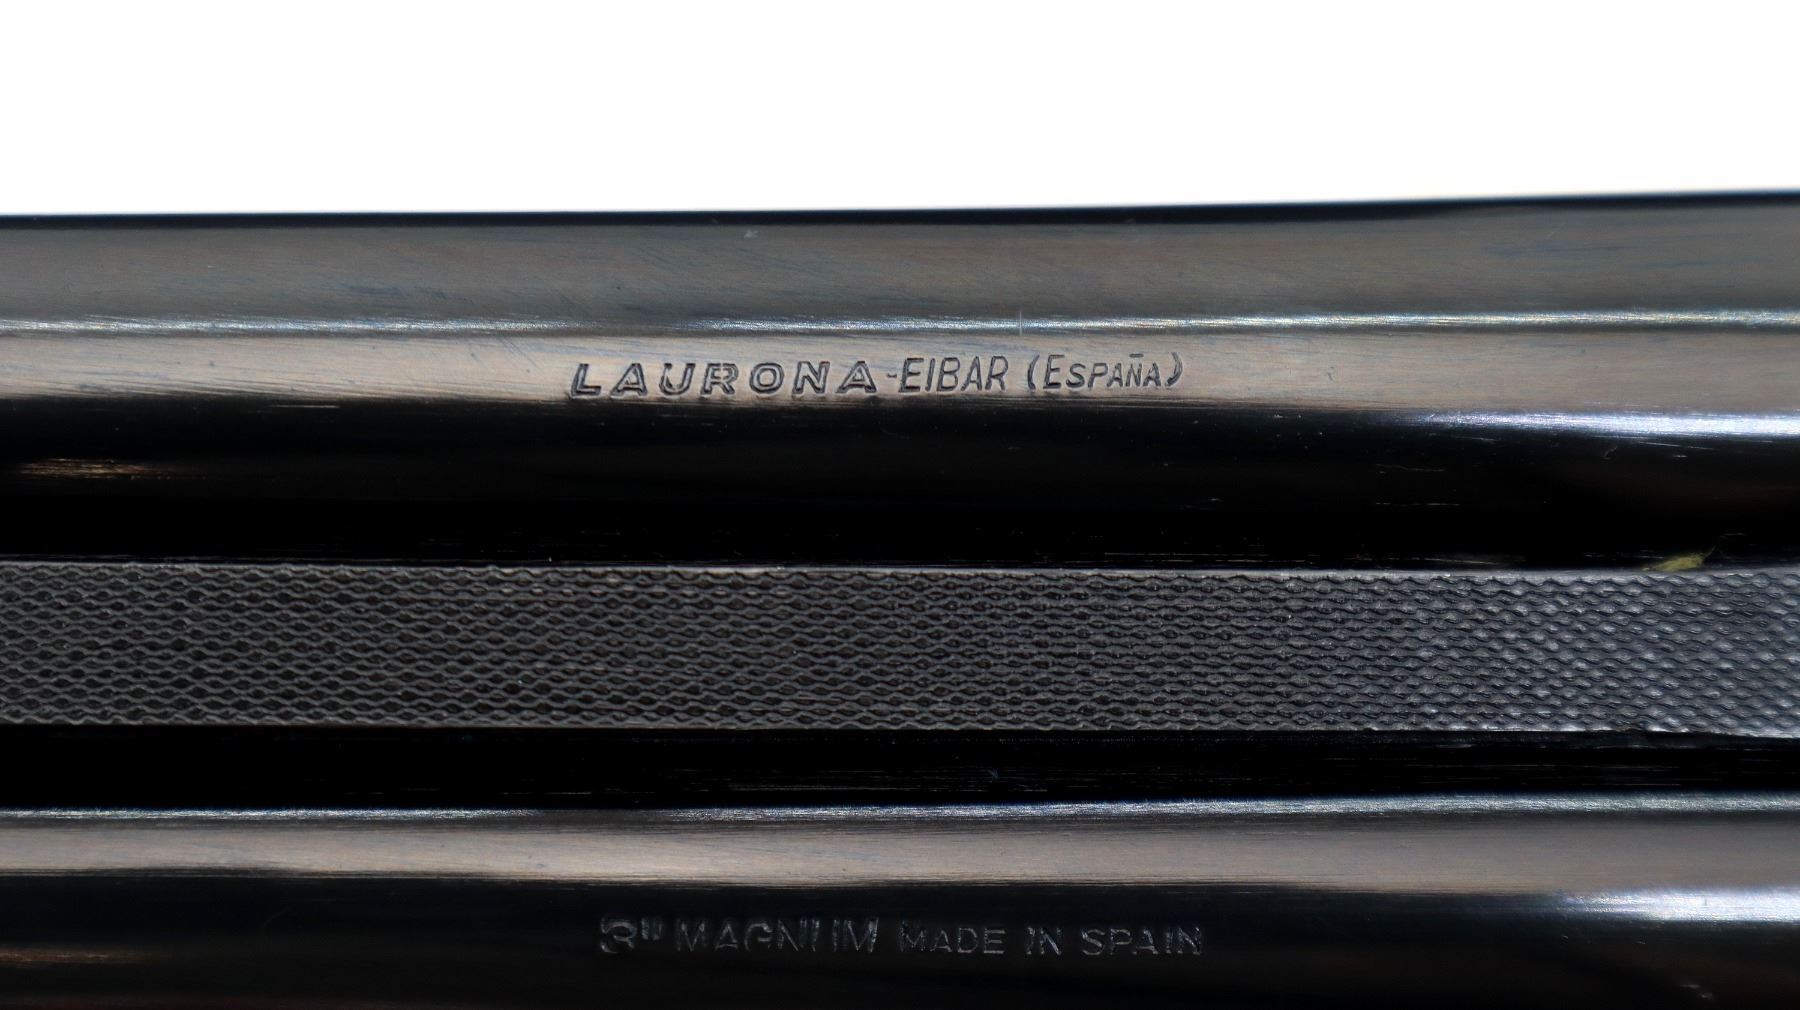 LAURONA-EIBAR (ESPAÑA)
3" MAGNUM MADE IN SPAIN